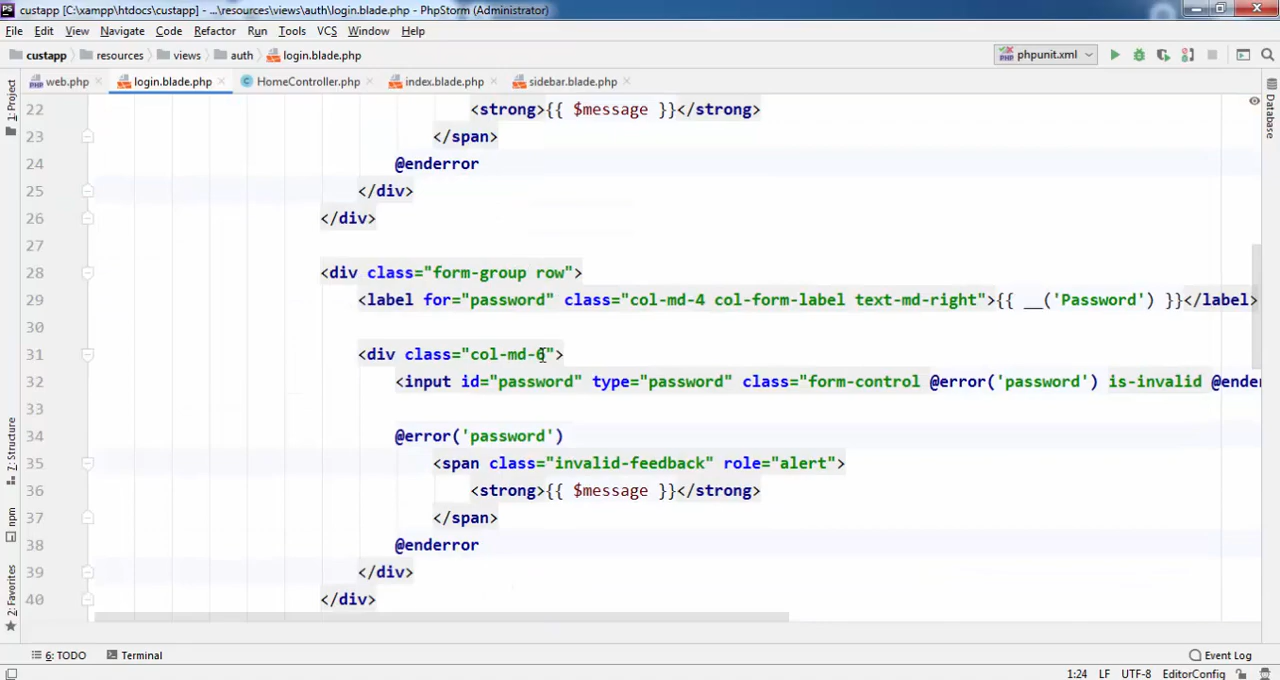 custapp [C:\xampp\htdocs\custapp] - ...\resources\views\auth\login.blade.php - PhpStorm (Administrator)
File Edit View Navigate Code Refactor Run Tools VCS Window Help
custapp resources views auth login.blade.php phpunit.xml
web.php login.blade.php HomeController.php index.blade.php sidebar.blade.php
1: Project
Z: Structure
npm
2: Favorites
Database
22 <strong>{{ $message }}</strong>
23 </span>
24 @enderror
25 </div>
26 </div>
27
28 <div class="form-group row">
29 <label for="password" class="col-md-4 col-form-label text-md-right">{{ __('Password') }}</label>
30
31 <div class="col-md-6">
32 <input id="password" type="password" class="form-control @error('password') is-invalid @ender
33
34 @error('password')
35 <span class="invalid-feedback" role="alert">
36 <strong>{{ $message }}</strong>
37 </span>
38 @enderror
39 </div>
40 </div>
6: TODO Terminal Event Log
1:24 LF UTF-8 EditorConfig